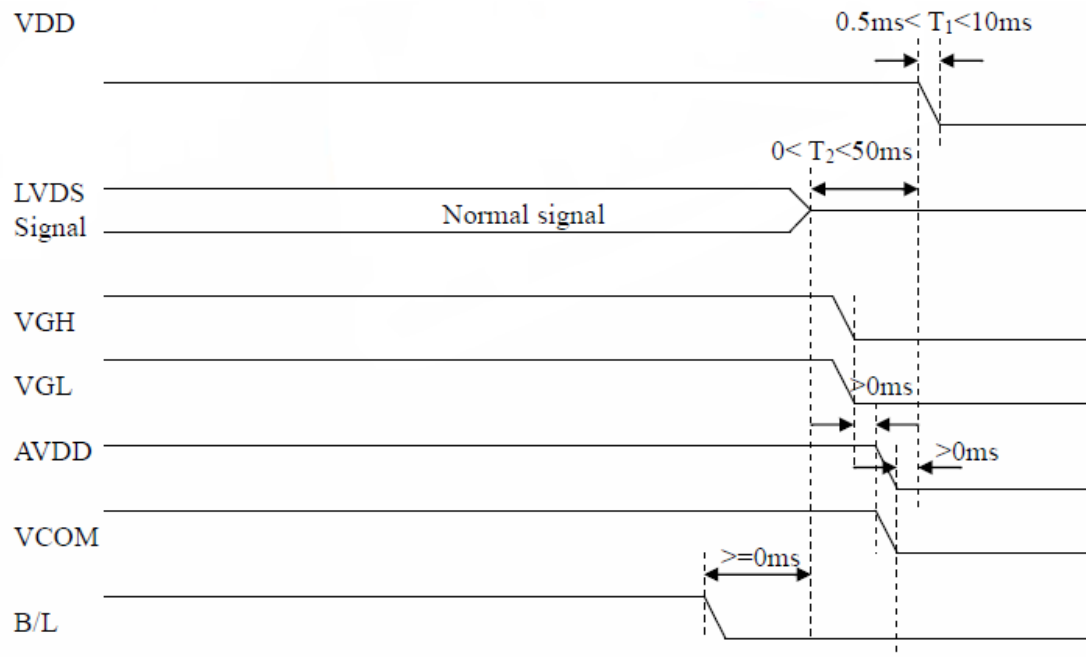 VDD
0.5ms< T₁<10ms
0< T₂<50ms
LVDS
Signal
Normal signal
VGH
VGL
>0ms
AVDD
>0ms
VCOM
>=0ms
B/L